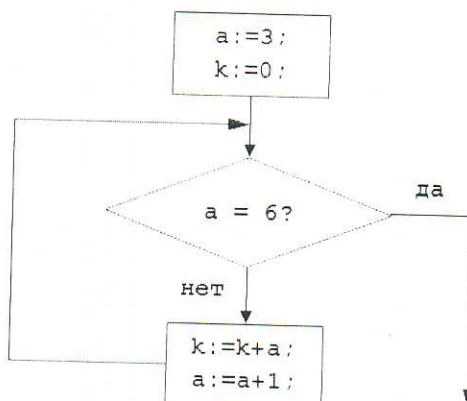 a:=3;
k:=0;
a = 6?
да
нет
k:=k+a;
a:=a+1;